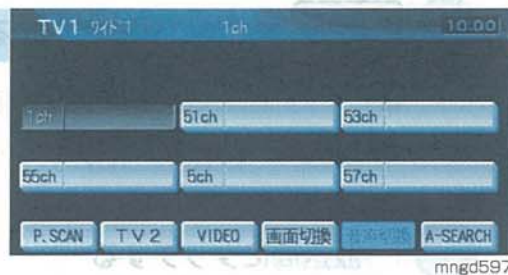 TV1 ワイド1 1ch 10:00
1ch 51ch 53ch
55ch 5ch 57ch
P.SCAN TV2 VIDEO 画面切換 A-SEARCH
mngd597